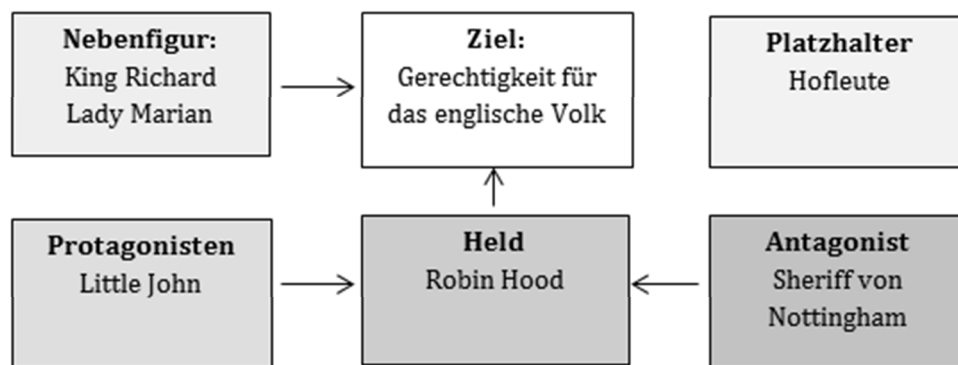 Nebenfigur:
King Richard
Lady Marian
Ziel:
Gerechtigkeit für
das englische Volk
Platzhalter
Hofleute
Protagonisten
Little John
Held
Robin Hood
Antagonist
Sheriff von
Nottingham